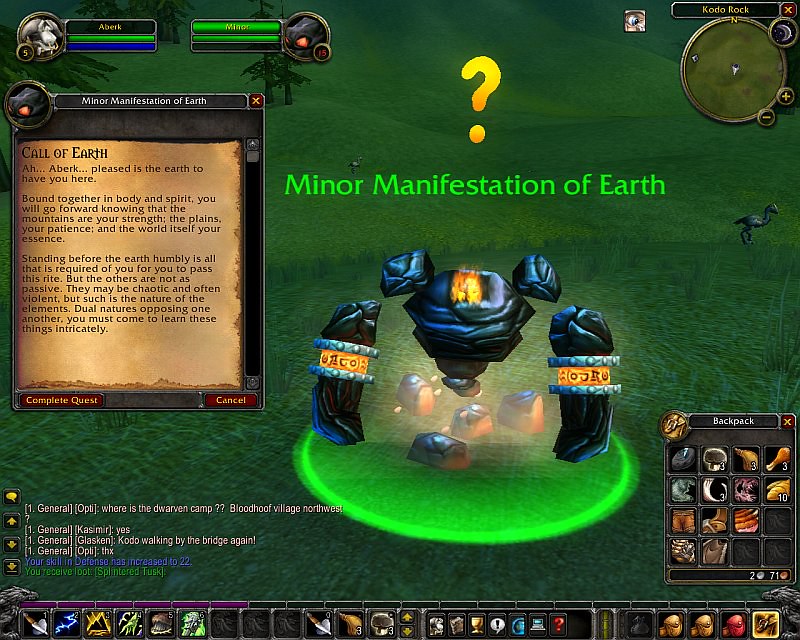 Aberk
5
Minor
15
Kodo Rock
N
Minor Manifestation of Earth
Call of Earth
Ah... Aberk... pleased is the earth to
have you here.
Bound together in body and spirit, you
will go forward knowing that the
mountains are your strength; the plains,
your patience; and the world itself your
essence.
Standing before the earth humbly is all
that is required of you for you to pass
this rite. But the others are not as
passive. They may be chaotic and often
violent, but such is the nature of the
elements. Dual natures opposing one
another, you must come to learn these
things intricately.
Complete Quest
Cancel
?
Minor Manifestation of Earth
Backpack
3
3
3
3
10
2 71
[1. General] [Opti]: where is the dwarven camp ?? Bloodhoof village northwest
?
[1. General] [Kasimir]: yes
[1. General] [Glasken]: Kodo walking by the bridge again!
[1. General] [Opti]: thx
Your skill in Defense has increased to 22.
You receive loot: [Splintered Tusk].